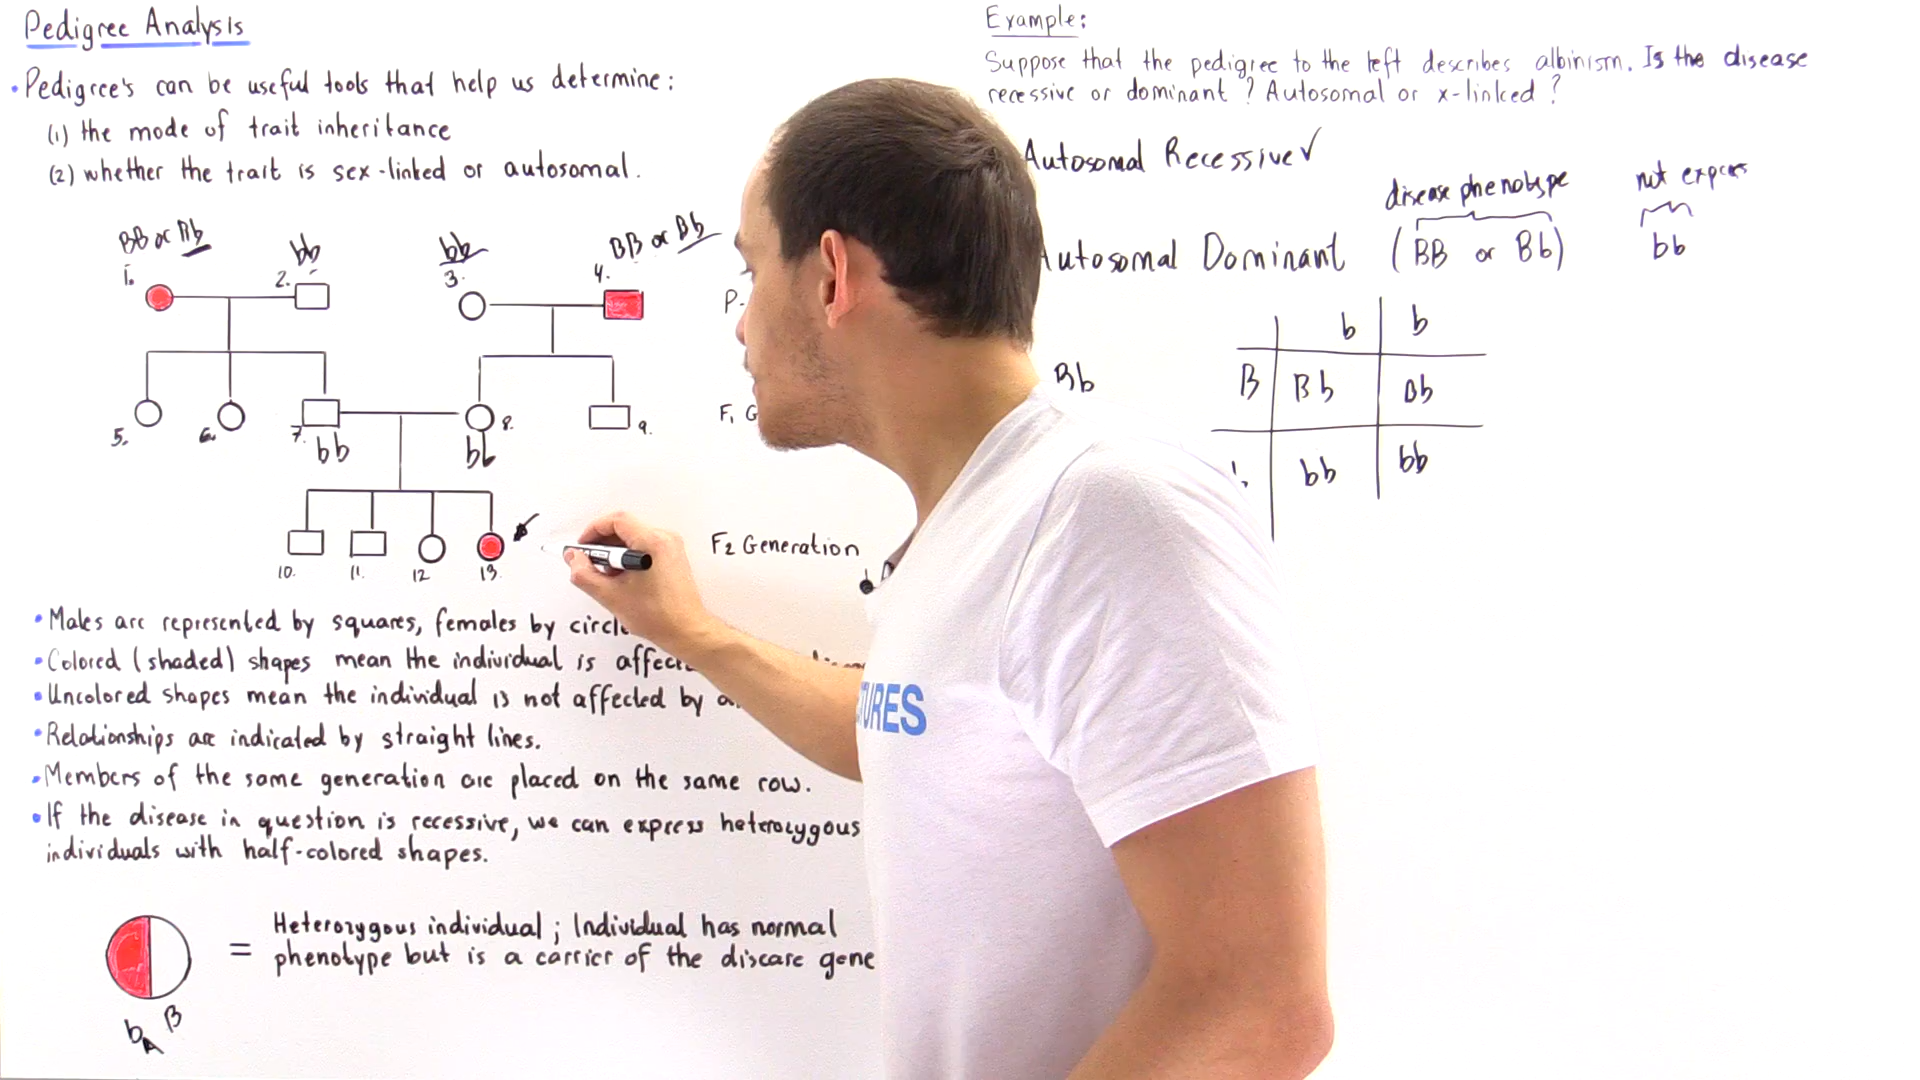 Pedigree Analysis
• Pedigree's can be useful tools that help us determine:
(1) the mode of trait inheritance
(2) whether the trait is sex-linked or autosomal.
BB or Bb
bb
bb
BB or Bb
1.
2.
3.
4.
P.
5.
6.
7.
8.
9.
F1 G
bb
bb
10.
11.
12
13
F2 Generation
• Males are represented by squares, females by circle
• Colored (shaded) shapes mean the individual is affec
• Uncolored shapes mean the individual is not affected by a
• Relationships are indicated by straight lines.
• Members of the same generation are placed on the same row.
• If the disease in question is recessive, we can express heterozygous
individuals with half-colored shapes.
= Heterozygous individual; Individual has normal
phenotype but is a carrier of the disease gene
b B
Example:
Suppose that the pedigree to the left describes albinism. Is the disease
recessive or dominant? Autosomal or x-linked?
Autosomal Recessive ✓
disease phenotype
not express
utosomal Dominant (BB or Bb) bb
b b
Bb
B Bb Bb
bb bb
TURES